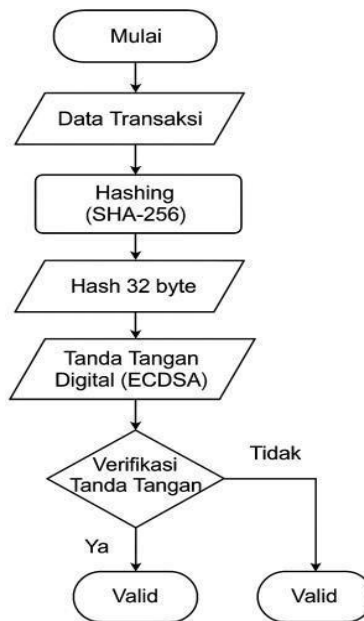 Mulai
Data Transaksi
Hashing
(SHA-256)
Hash 32 byte
Tanda Tangan
Digital (ECDSA)
Verifikasi
Tanda Tangan
Tidak
Ya
Valid
Valid